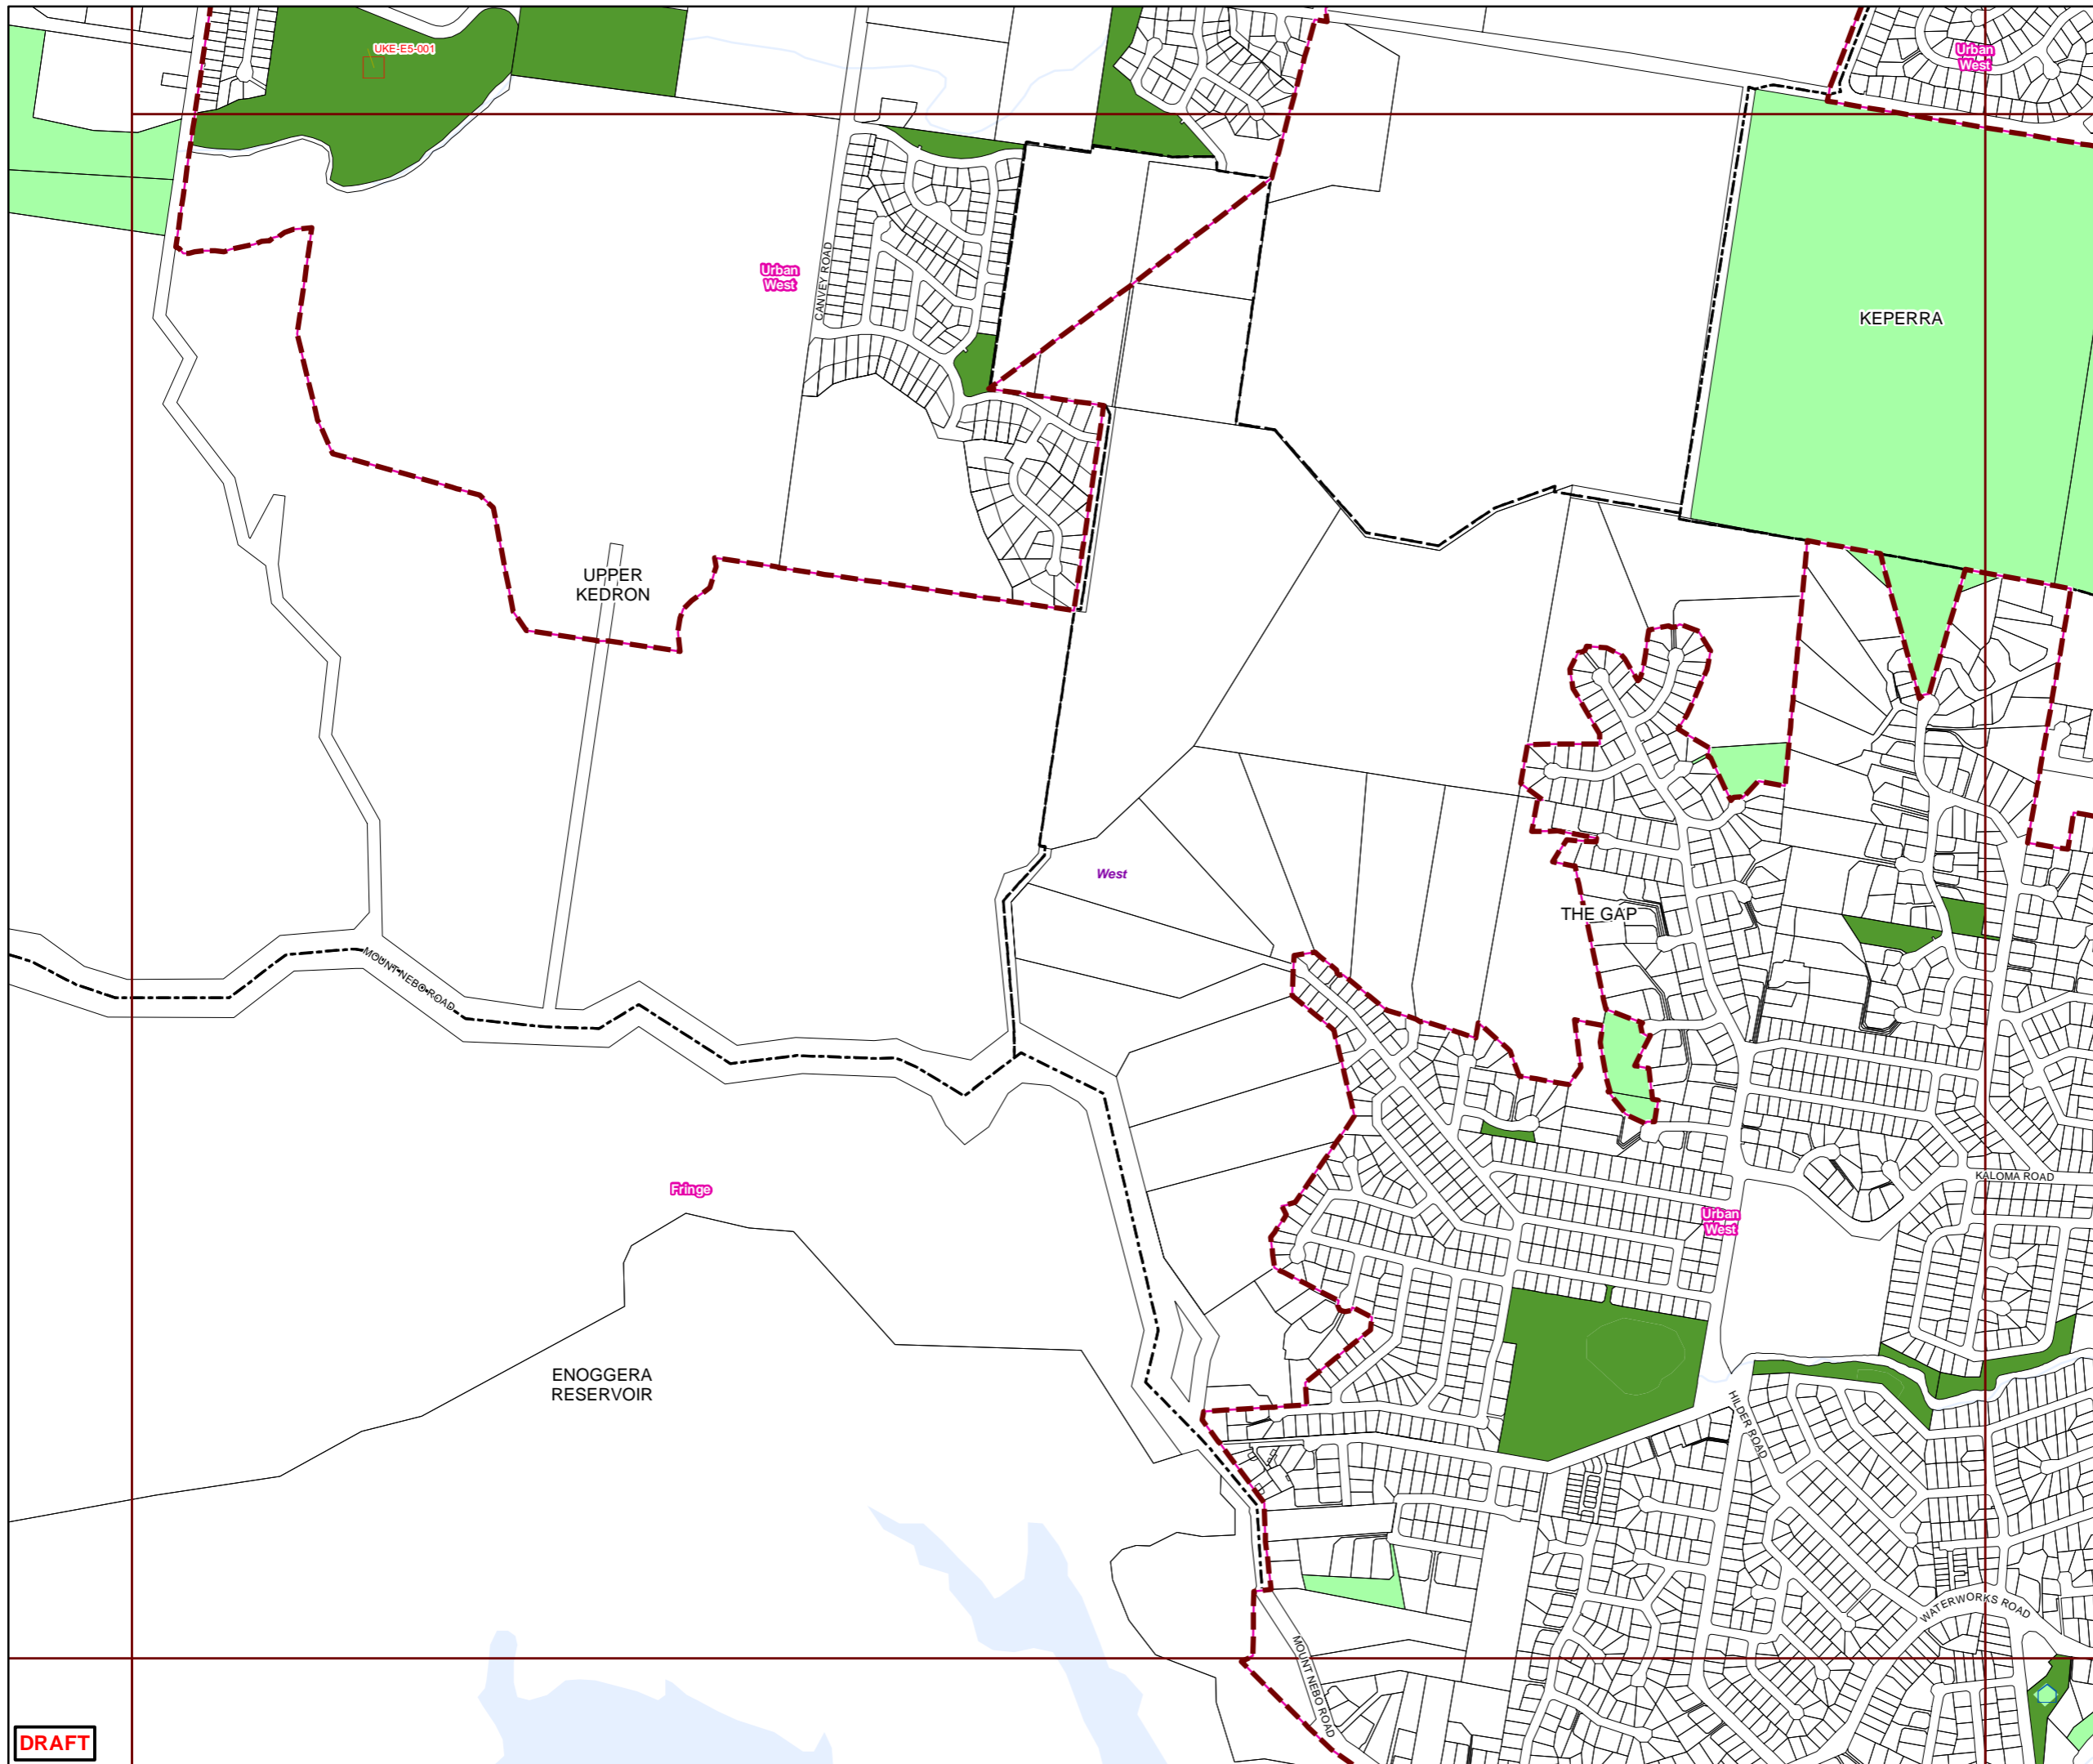 UKE-E5-001
Urban
West
Urban
West
CANVEY ROAD
KEPERRA
UPPER
KEDRON
West
THE GAP
MOUNT NEBO ROAD
KALOMA ROAD
Fringe
Urban
West
ENOGGERA
RESERVOIR
HILDER ROAD
WATERWORKS ROAD
MOUNT NEBO ROAD
DRAFT